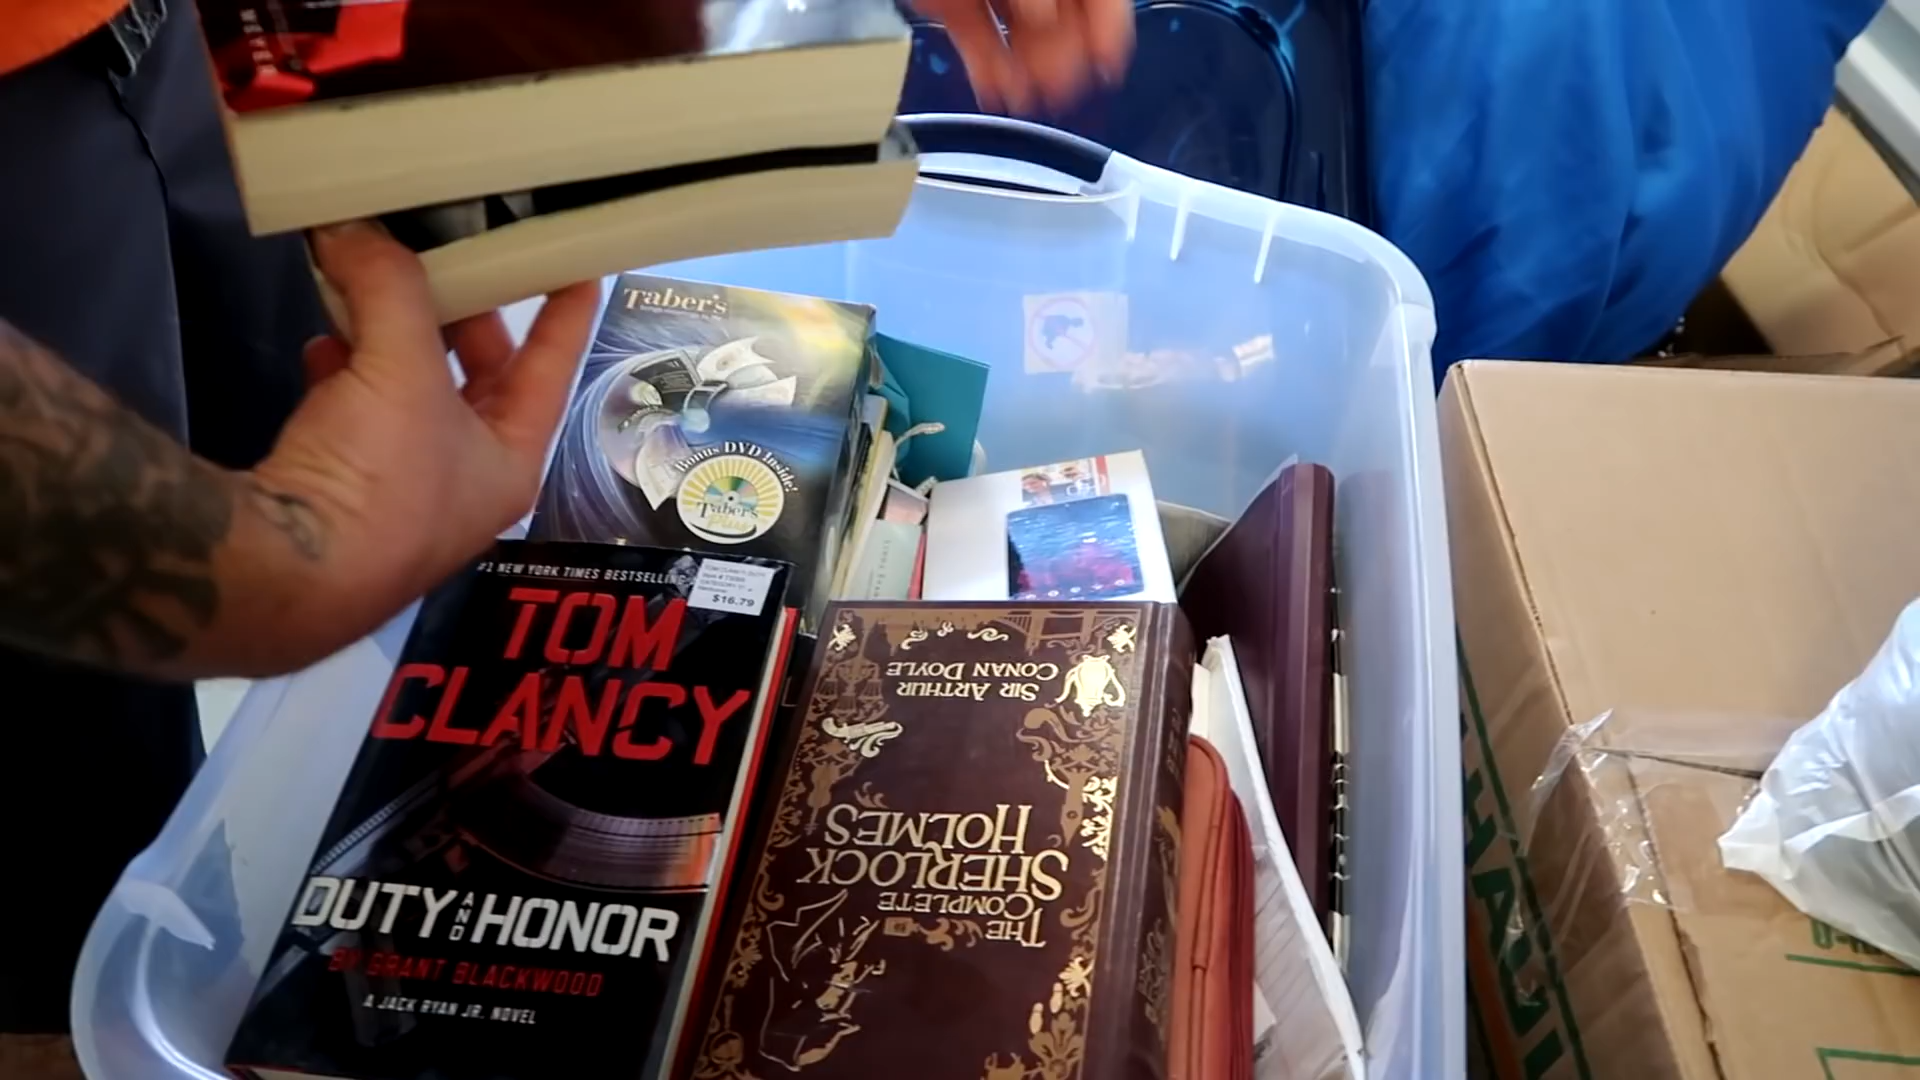 Taber's
Bonus DVD Inside!
Taber's
Plus
#1 NEW YORK TIMES BESTSELLING
$16.79
TOM
CLANCY
DUTY AND HONOR
BY GRANT BLACKWOOD
A JACK RYAN JR. NOVEL
SIR ARTHUR
CONAN DOYLE
THE
COMPLETE
SHERLOCK
HOLMES